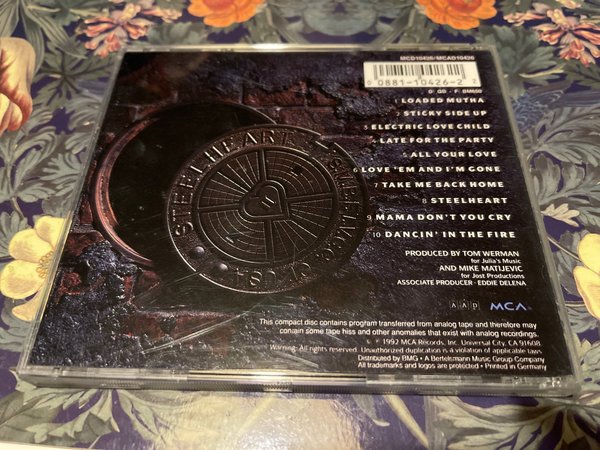 MCD10426/MCAD10426
0 0881-10426-2 2
D: GD - F: BM650
1 LOADED MUTHA
2 STICKY SIDE UP
3 ELECTRIC LOVE CHILD
4 LATE FOR THE PARTY
5 ALL YOUR LOVE
6 LOVE 'EM AND I'M GONE
7 TAKE ME BACK HOME
8 STEELHEART
9 MAMA DON'T YOU CRY
10 DANCIN' IN THE FIRE
STEELHEART
PRODUCED BY TOM WERMAN
for Julia's Music
AND MIKE MATIJEVIC
for Jost Productions
ASSOCIATE PRODUCER - EDDIE DELENA
AAD
MCA
This compact disc contains program transferred from analog tape and therefore may
conain some tape hiss and other anomalies that exist with analog recordings.
© 1992 MCA Records, Inc. Universal City, CA 91608
Warning: All rights reserved. Unauthorized duplication is a violation of applicable laws.
Distributed by BMG • A Bertelsmann Music Group Company
All trademarks and logos are protected • Printed in Germany